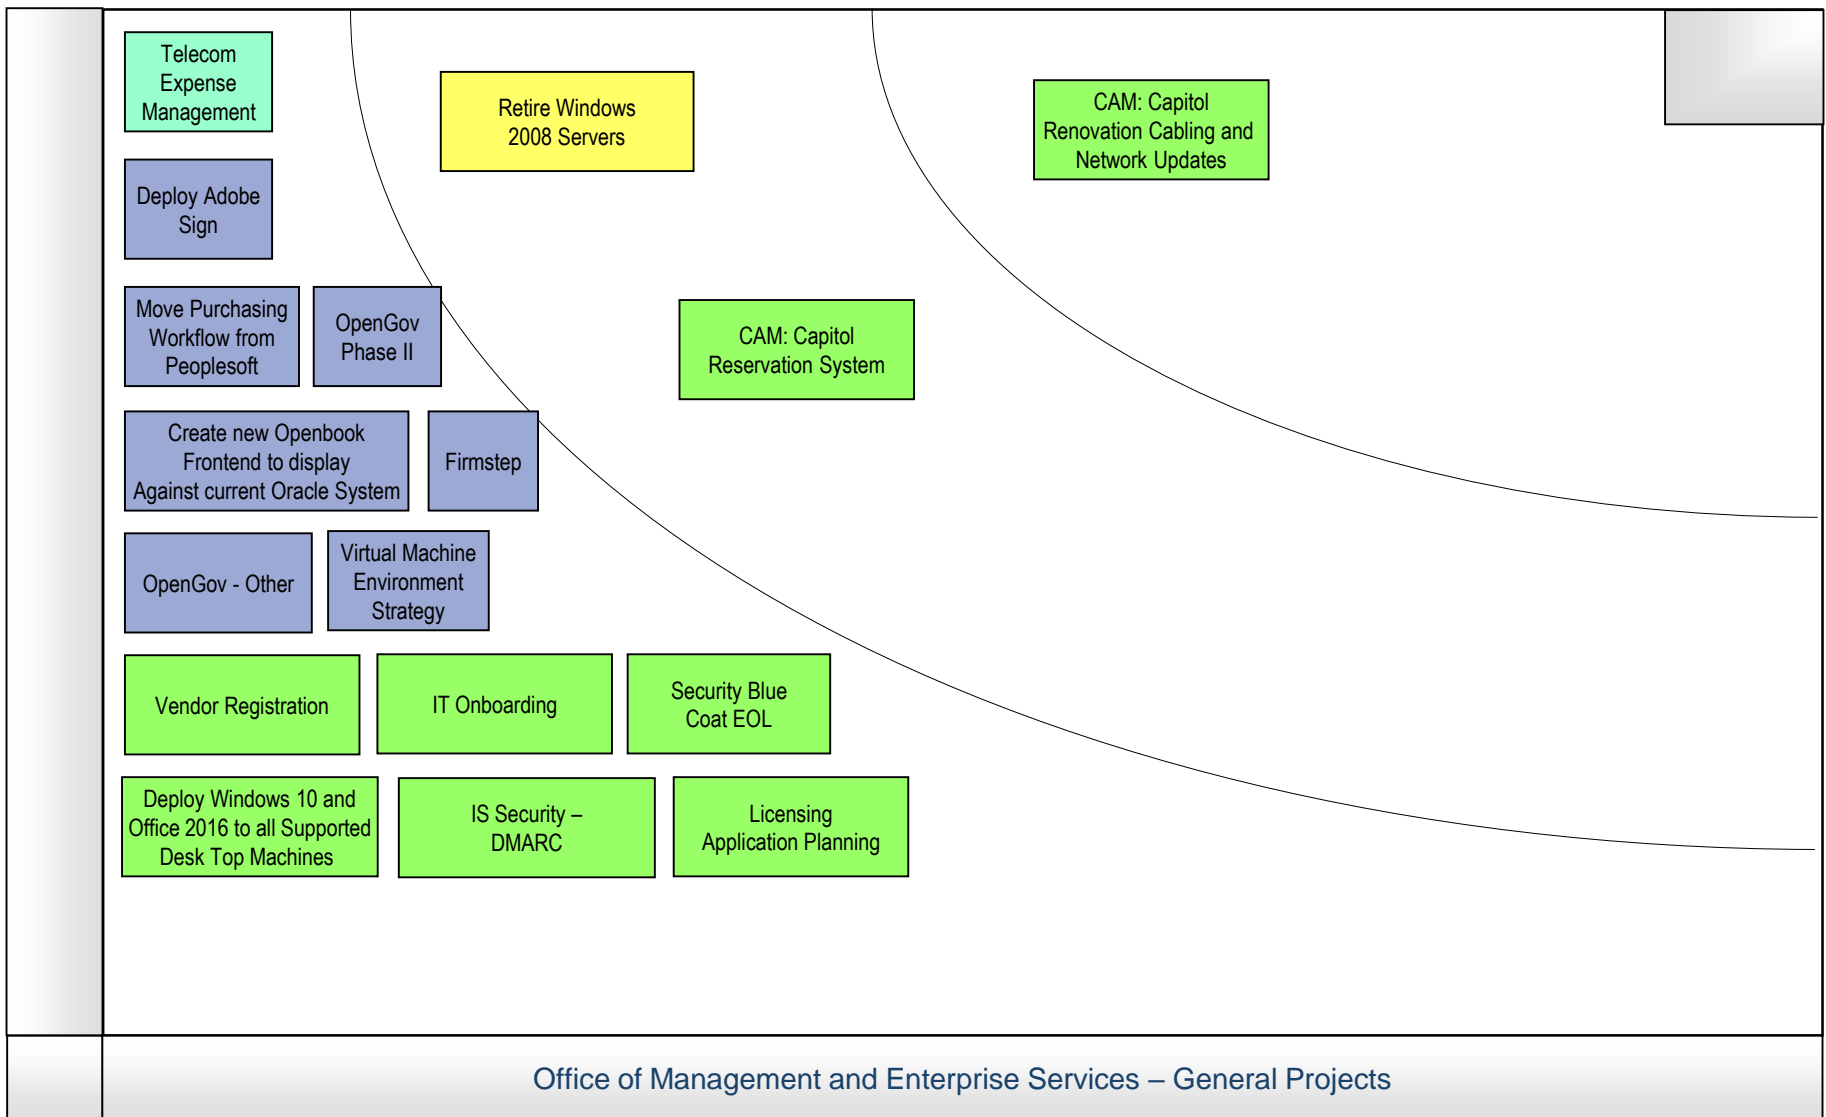 Telecom
Expense
Management
Retire Windows
2008 Servers
CAM: Capitol
Renovation Cabling and
Network Updates
Deploy Adobe
Sign
Move Purchasing
Workflow from
Peoplesoft
OpenGov
Phase II
CAM: Capitol
Reservation System
Create new Openbook
Frontend to display
Against current Oracle System
Firmstep
OpenGov - Other
Virtual Machine
Environment
Strategy
Vendor Registration
IT Onboarding
Security Blue
Coat EOL
Deploy Windows 10 and
Office 2016 to all Supported
Desk Top Machines
IS Security –
DMARC
Licensing
Application Planning
Office of Management and Enterprise Services – General Projects